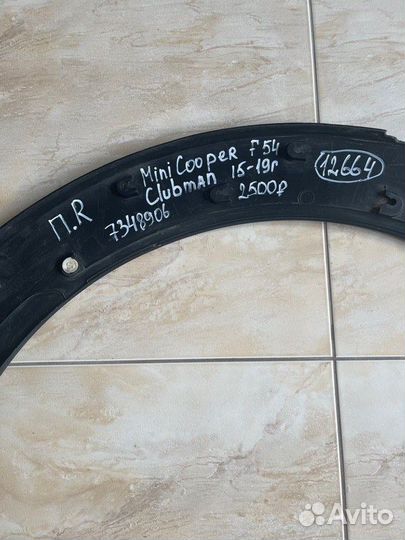 П.R
Mini Cooper F54
Clubman 15-19г
7348906 2500₽
12664
Avito